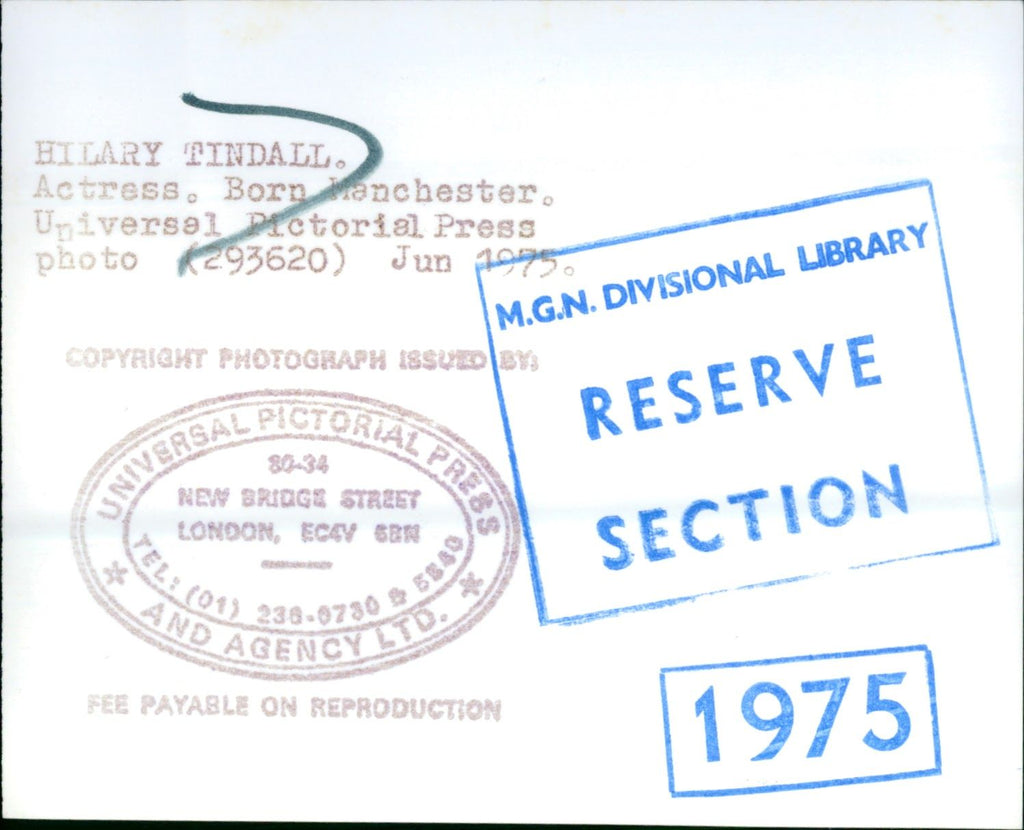 HILARY TINDALL.
Actress. Born Manchester.
Universal Pictorial Press
photo (293620) Jun 1975.
COPYRIGHT PHOTOGRAPH ISSUED BY:
UNIVERSAL PICTORIAL PRESS
30-34
NEW BRIDGE STREET
LONDON, EC4V 6BN
TEL: (01) 236-6730 & 5840
AND AGENCY LTD.
FEE PAYABLE ON REPRODUCTION
M.G.N. DIVISIONAL LIBRARY
RESERVE
SECTION
1975